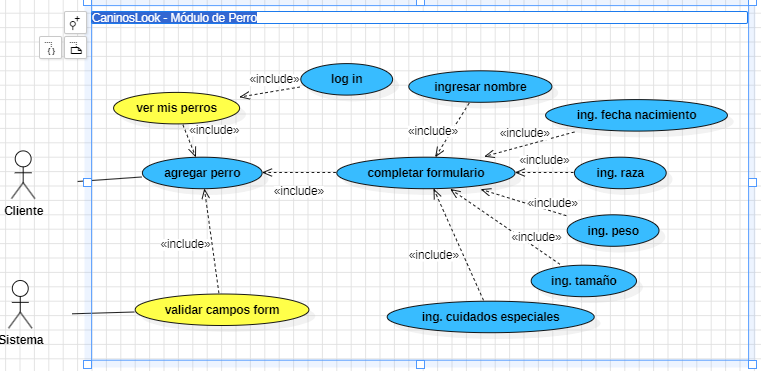 CaninosLook - Módulo de Perro
«include»
log in
ingresar nombre
ver mis perros
«include»
«include»
«include»
ing. fecha nacimiento
agregar perro
«include»
completar formulario
«include»
ing. raza
Cliente
«include»
ing. peso
«include»
«include»
«include»
ing. tamaño
validar campos form
ing. cuidados especiales
Sistema